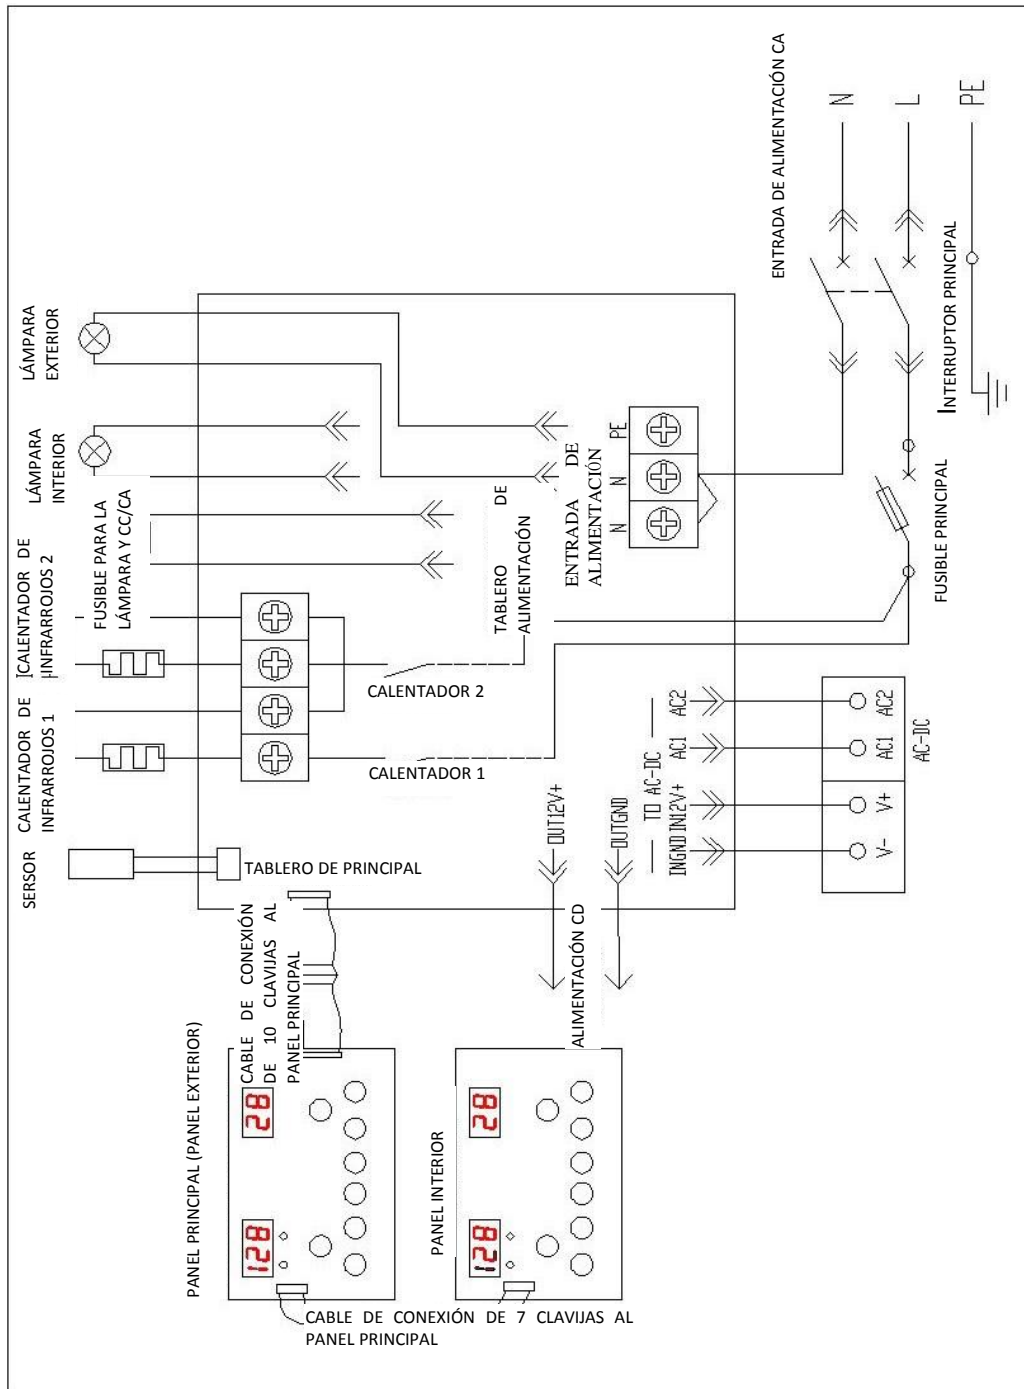 ENTRADA DE ALIMENTACIÓN CA
N
L
PE
INTERRUPTOR PRINCIPAL
FUSIBLE PRINCIPAL
LÁMPARA
EXTERIOR
LÁMPARA
INTERIOR
FUSIBLE PARA LA
LÁMPARA Y CC/CA
CALENTADOR DE
INFRARROJOS 2
CALENTADOR DE
INFRARROJOS 1
SERSOR
TABLERO DE PRINCIPAL
CALENTADOR 2
CALENTADOR 1
TABLERO DE
ALIMENTACIÓN
ENTRADA DE
ALIMENTACIÓN
N
N
PE
OUT12V+
OUTGND
TO AC-DC
INGND
IN12V+
AC1
AC2
V-
V+
AC1
AC2
AC-DC
ALIMENTACIÓN CD
CABLE DE CONEXIÓN
DE 10 CLAVIJAS AL
PANEL PRINCIPAL
PANEL PRINCIPAL (PANEL EXTERIOR)
128
28
PANEL INTERIOR
128
28
CABLE DE CONEXIÓN DE 7 CLAVIJAS AL
PANEL PRINCIPAL